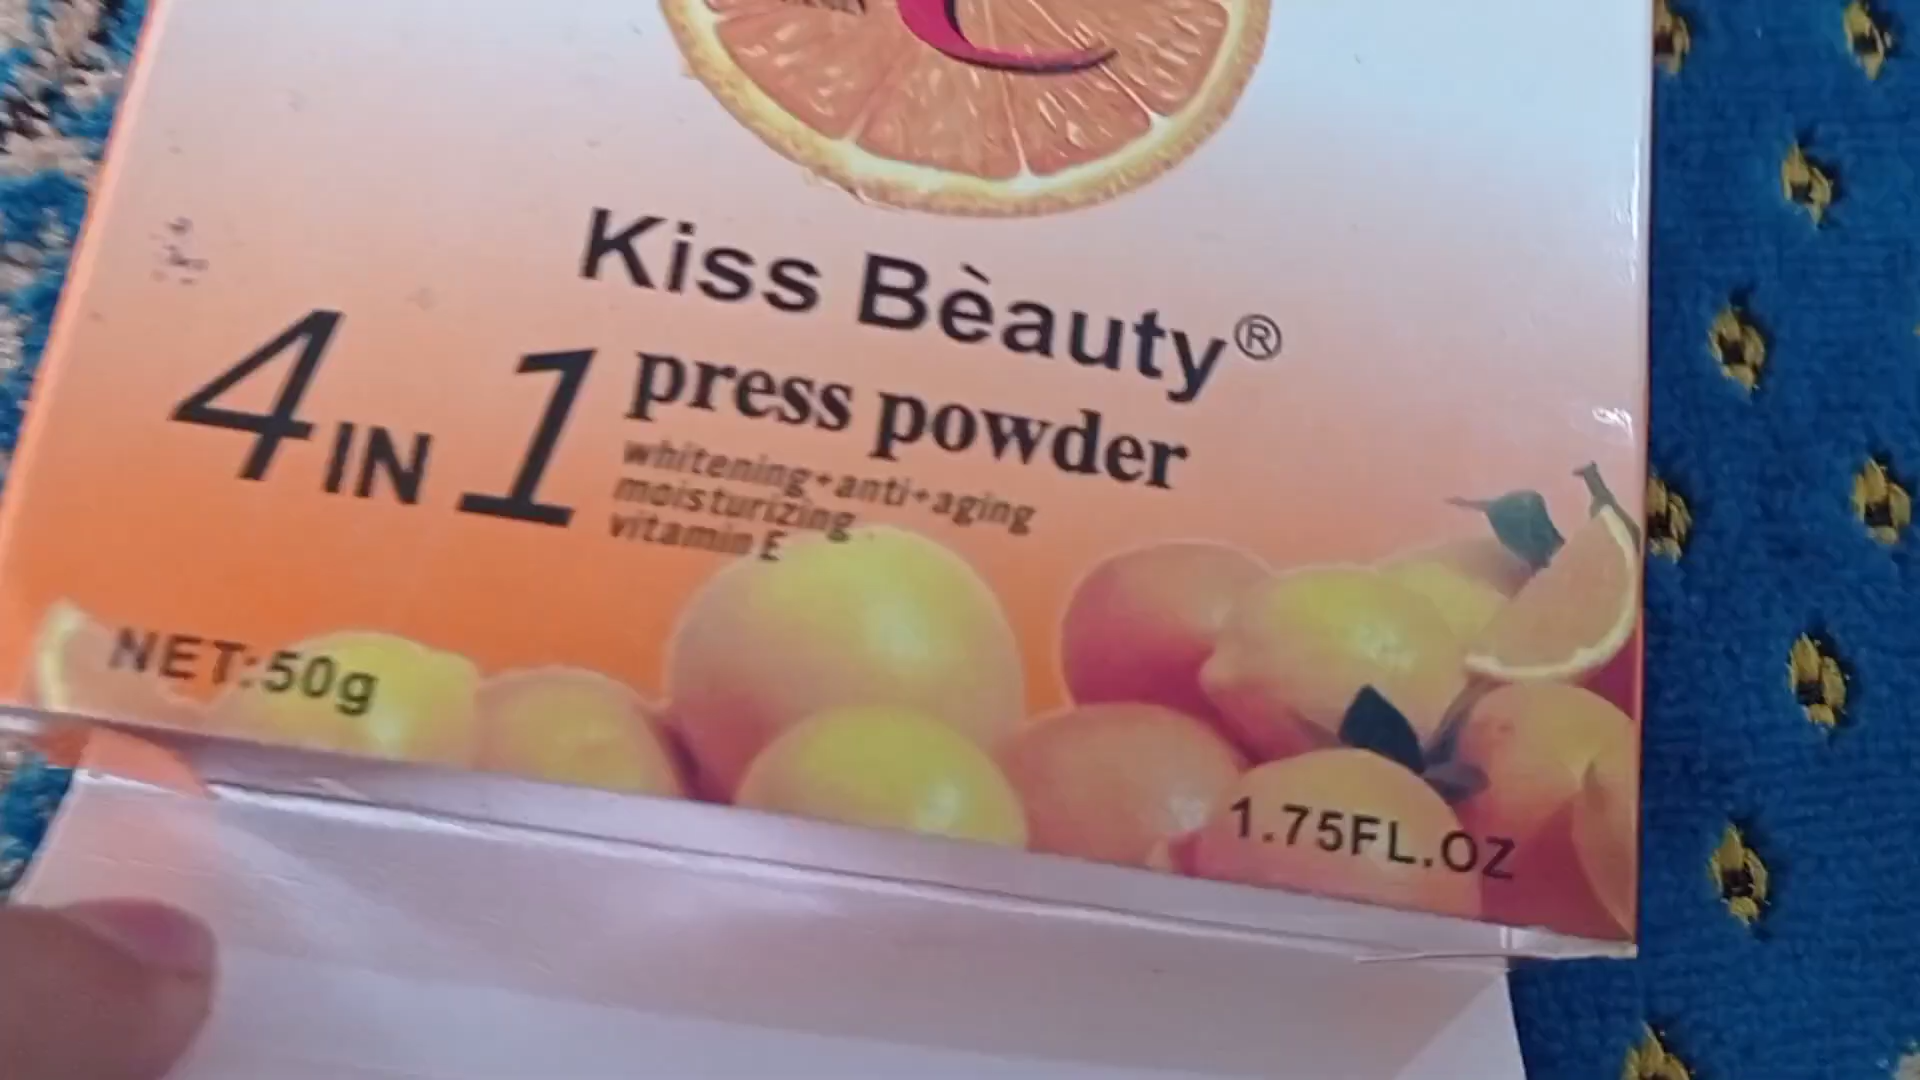 C
Kiss Bèauty®
4 IN 1 press powder
whitening+anti+aging
moisturizing
vitamin E
NET:50g
1.75FL.OZ